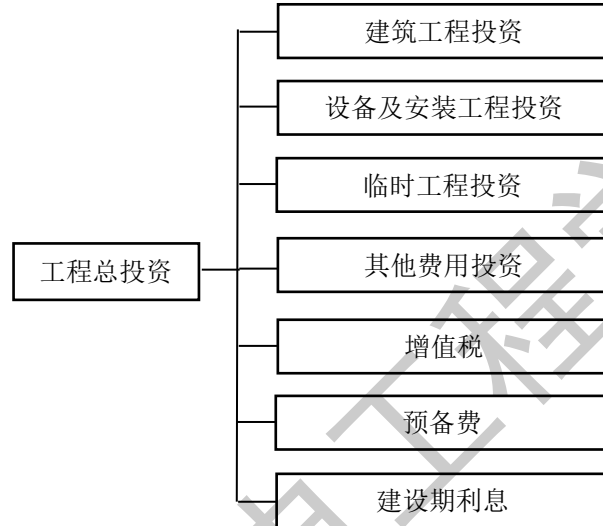 建筑工程投资
设备及安装工程投资
临时工程投资
工程总投资
其他费用投资
增值税
预备费
建设期利息